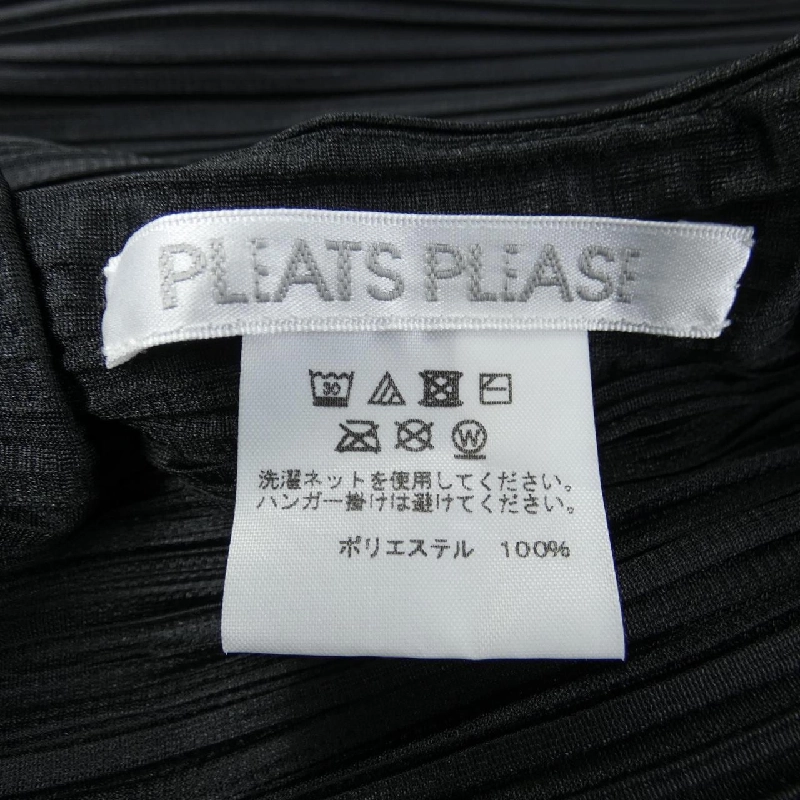 PLEATS PLEASE
30
W
洗濯ネットを使用してください。
ハンガー掛けは避けてください。
ポリエステル 100%